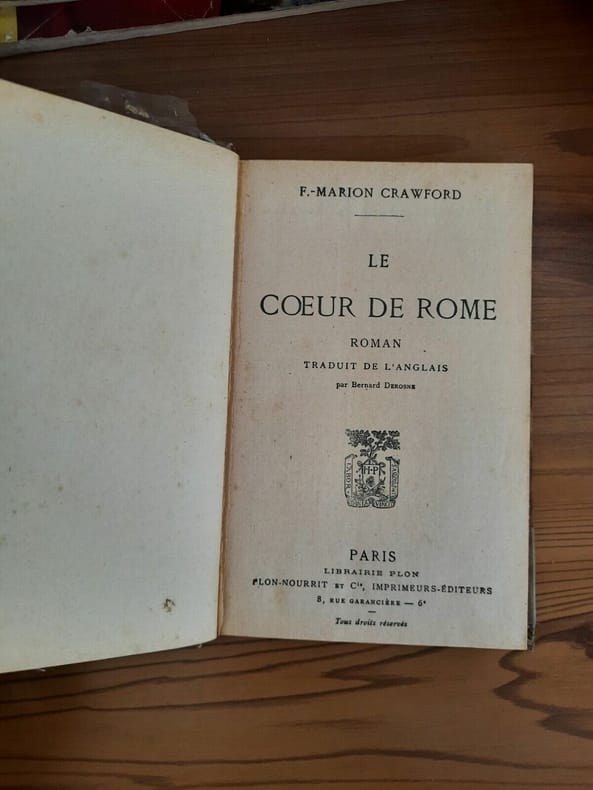 F.-MARION CRAWFORD
LE
CŒUR DE ROME
ROMAN
TRADUIT DE L'ANGLAIS
par Bernard DEROSNE
H·P
PARIS
LIBRAIRIE PLON
PLON-NOURRIT ET Cie, IMPRIMEURS-ÉDITEURS
8, RUE GARANCIÈRE — 6e
Tous droits réservés